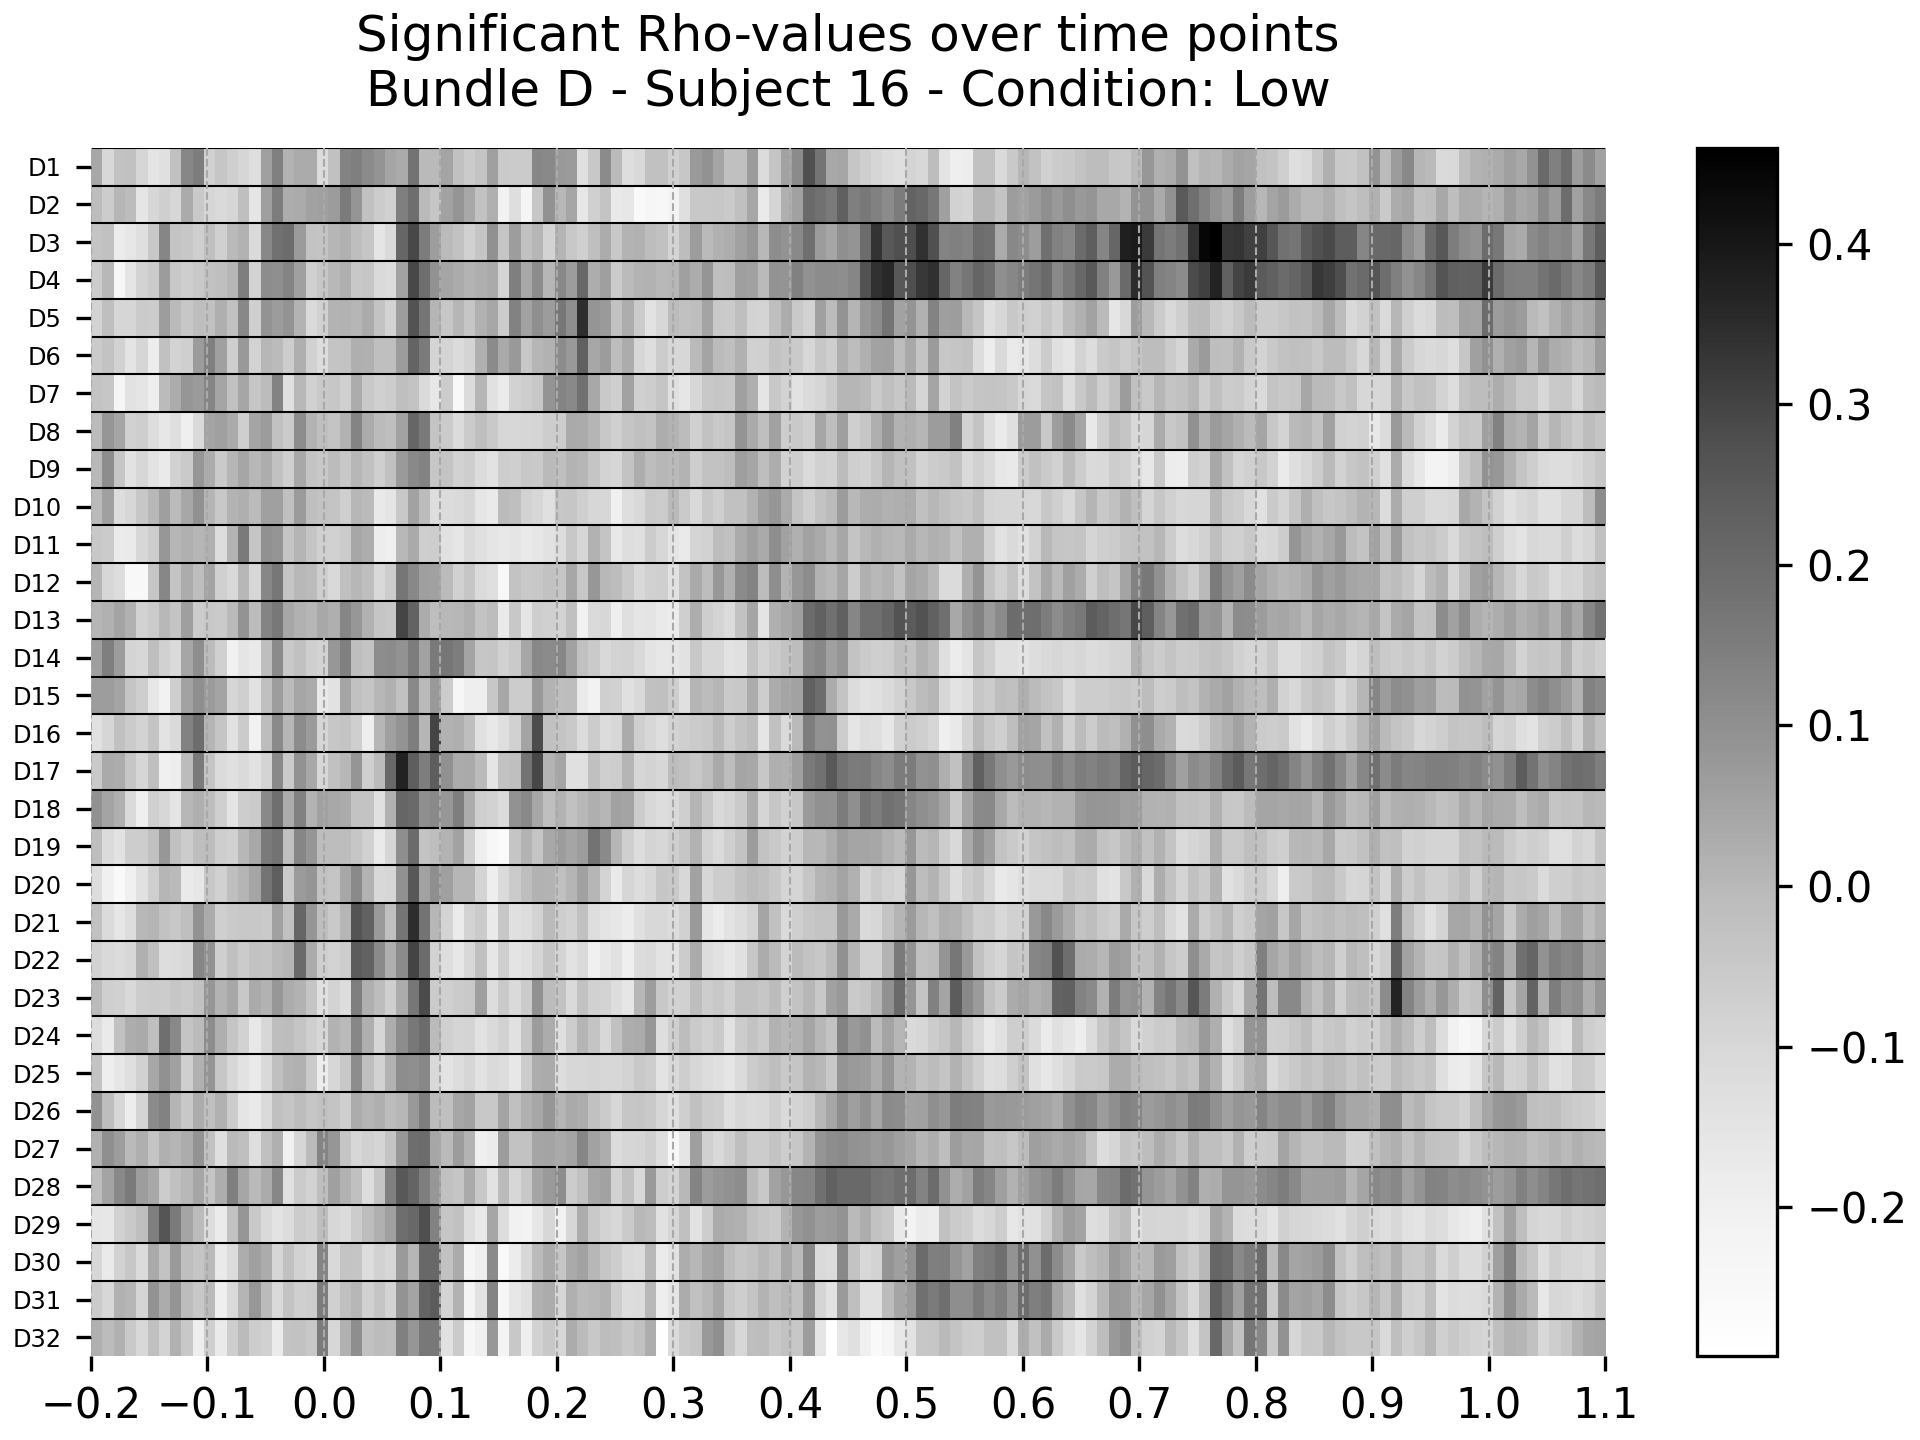 Significant Rho-values over time points
Bundle D - Subject 16 - Condition: Low
D1
D2
D3
D4
D5
D6
D7
D8
D9
D10
D11
D12
D13
D14
D15
D16
D17
D18
D19
D20
D21
D22
D23
D24
D25
D26
D27
D28
D29
D30
D31
D32
−0.2 −0.1 0.0 0.1 0.2 0.3 0.4 0.5 0.6 0.7 0.8 0.9 1.0 1.1
0.4
0.3
0.2
0.1
0.0
−0.1
−0.2